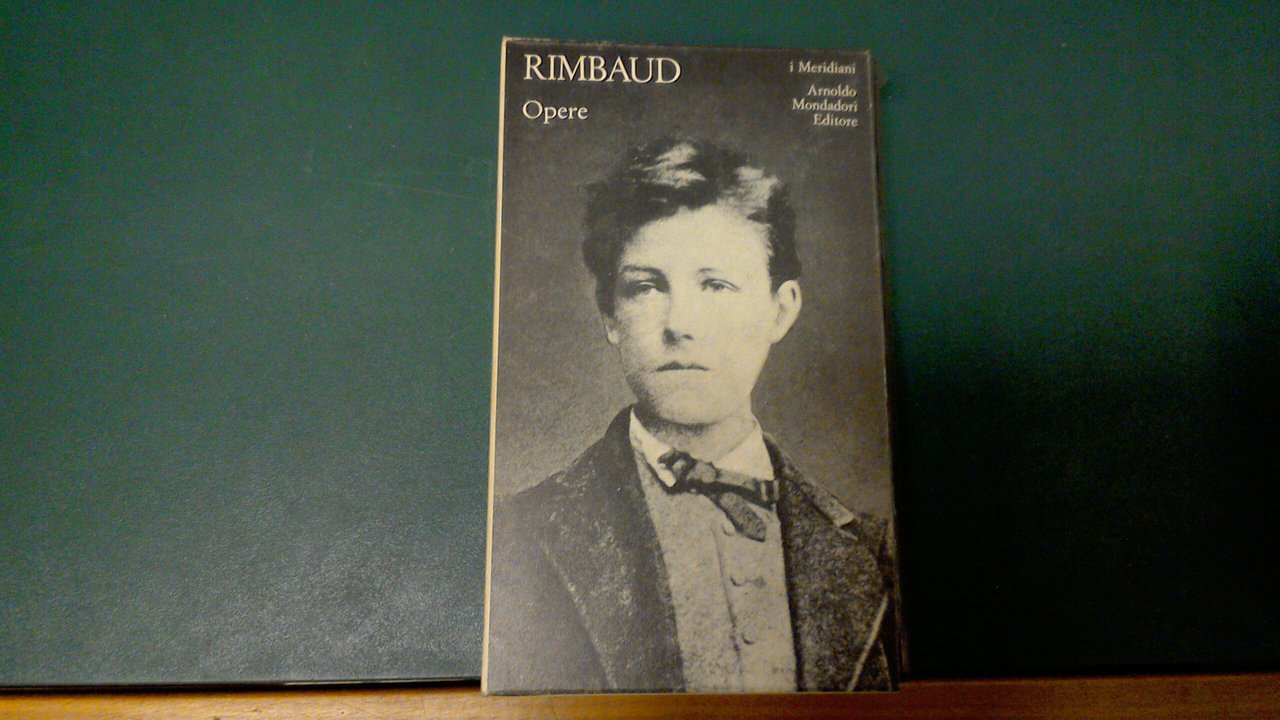 RIMBAUD
Opere
i Meridiani
Arnoldo
Mondadori
Editore